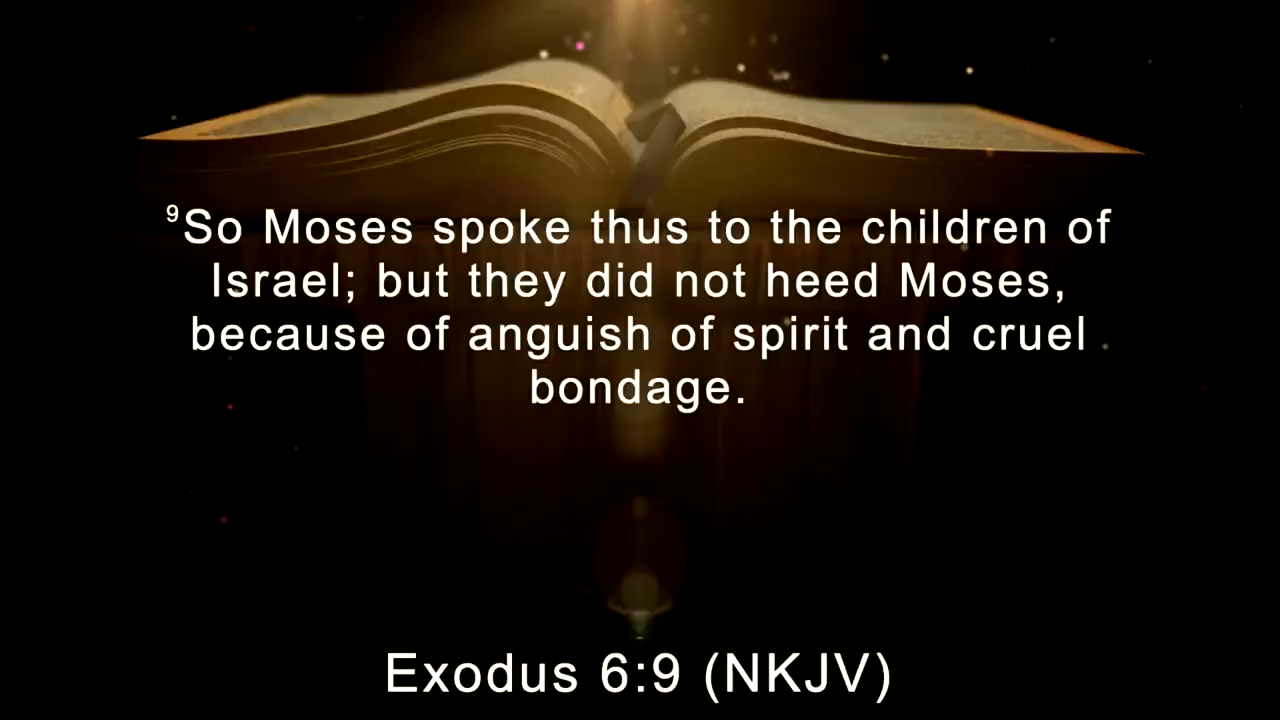 ⁹So Moses spoke thus to the children of
Israel; but they did not heed Moses,
because of anguish of spirit and cruel
bondage.
Exodus 6:9 (NKJV)